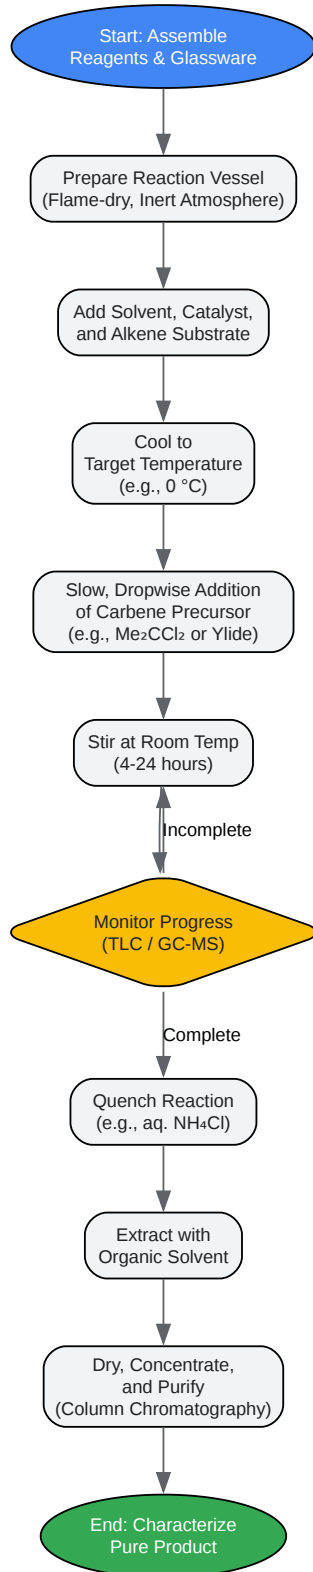 Start: Assemble
Reagents & Glassware
Prepare Reaction Vessel
(Flame-dry, Inert Atmosphere)
Add Solvent, Catalyst,
and Alkene Substrate
Cool to
Target Temperature
(e.g., 0 °C)
Slow, Dropwise Addition
of Carbene Precursor
(e.g., Me₂CCl₂ or Ylide)
Stir at Room Temp
(4-24 hours)
Incomplete
Monitor Progress
(TLC / GC-MS)
Complete
Quench Reaction
(e.g., aq. NH₄Cl)
Extract with
Organic Solvent
Dry, Concentrate,
and Purify
(Column Chromatography)
End: Characterize
Pure Product